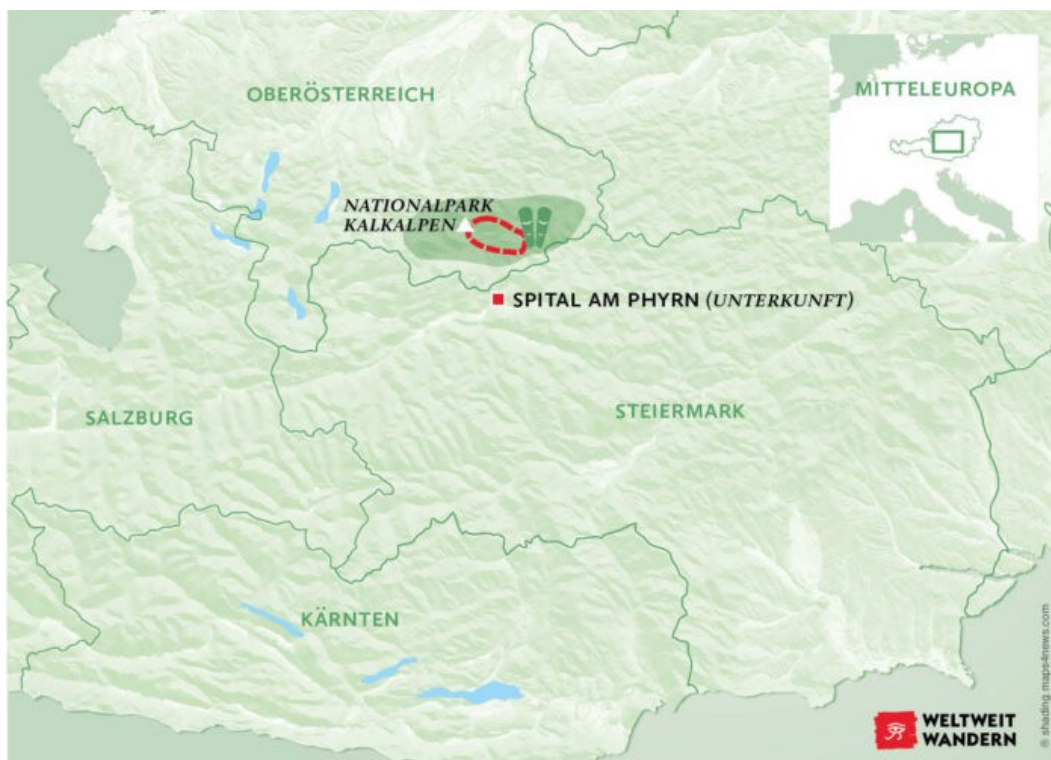 OBERÖSTERREICH
MITTELEUROPA
NATIONALPARK
KALKALPEN
SPITAL AM PHYRN (UNTERKUNFT)
SALZBURG
STEIERMARK
KÄRNTEN
WELTWEIT
WANDERN
© shading maps4news.com